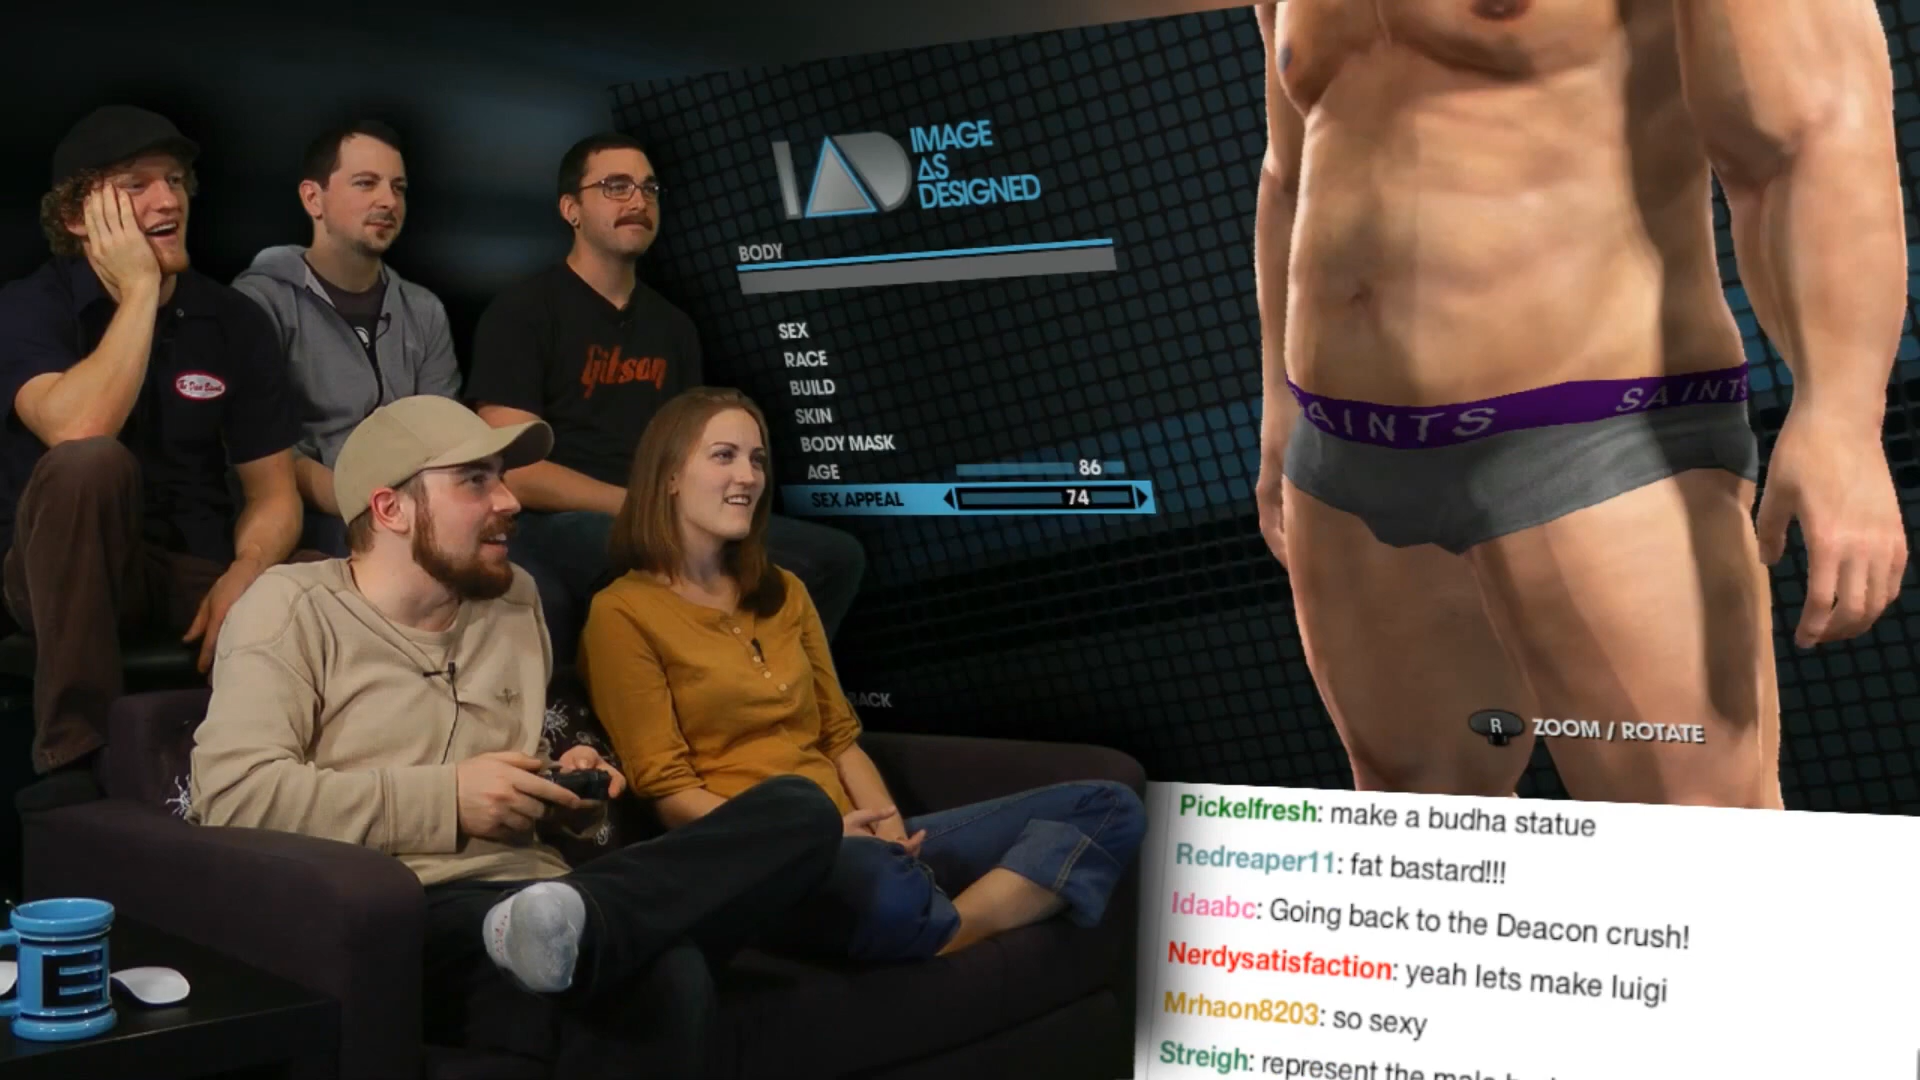 IMAGE
AS
DESIGNED
BODY
SEX
RACE
BUILD
SKIN
BODY MASK
AGE 86
SEX APPEAL 74
BACK
SAINTS SAINTS
R ZOOM / ROTATE
Gibson
E
Pickelfresh: make a budha statue
Redreaper11: fat bastard!!!
Idaabc: Going back to the Deacon crush!
Nerdysatisfaction: yeah lets make luigi
Mrhaon8203: so sexy
Streigh: represent the male